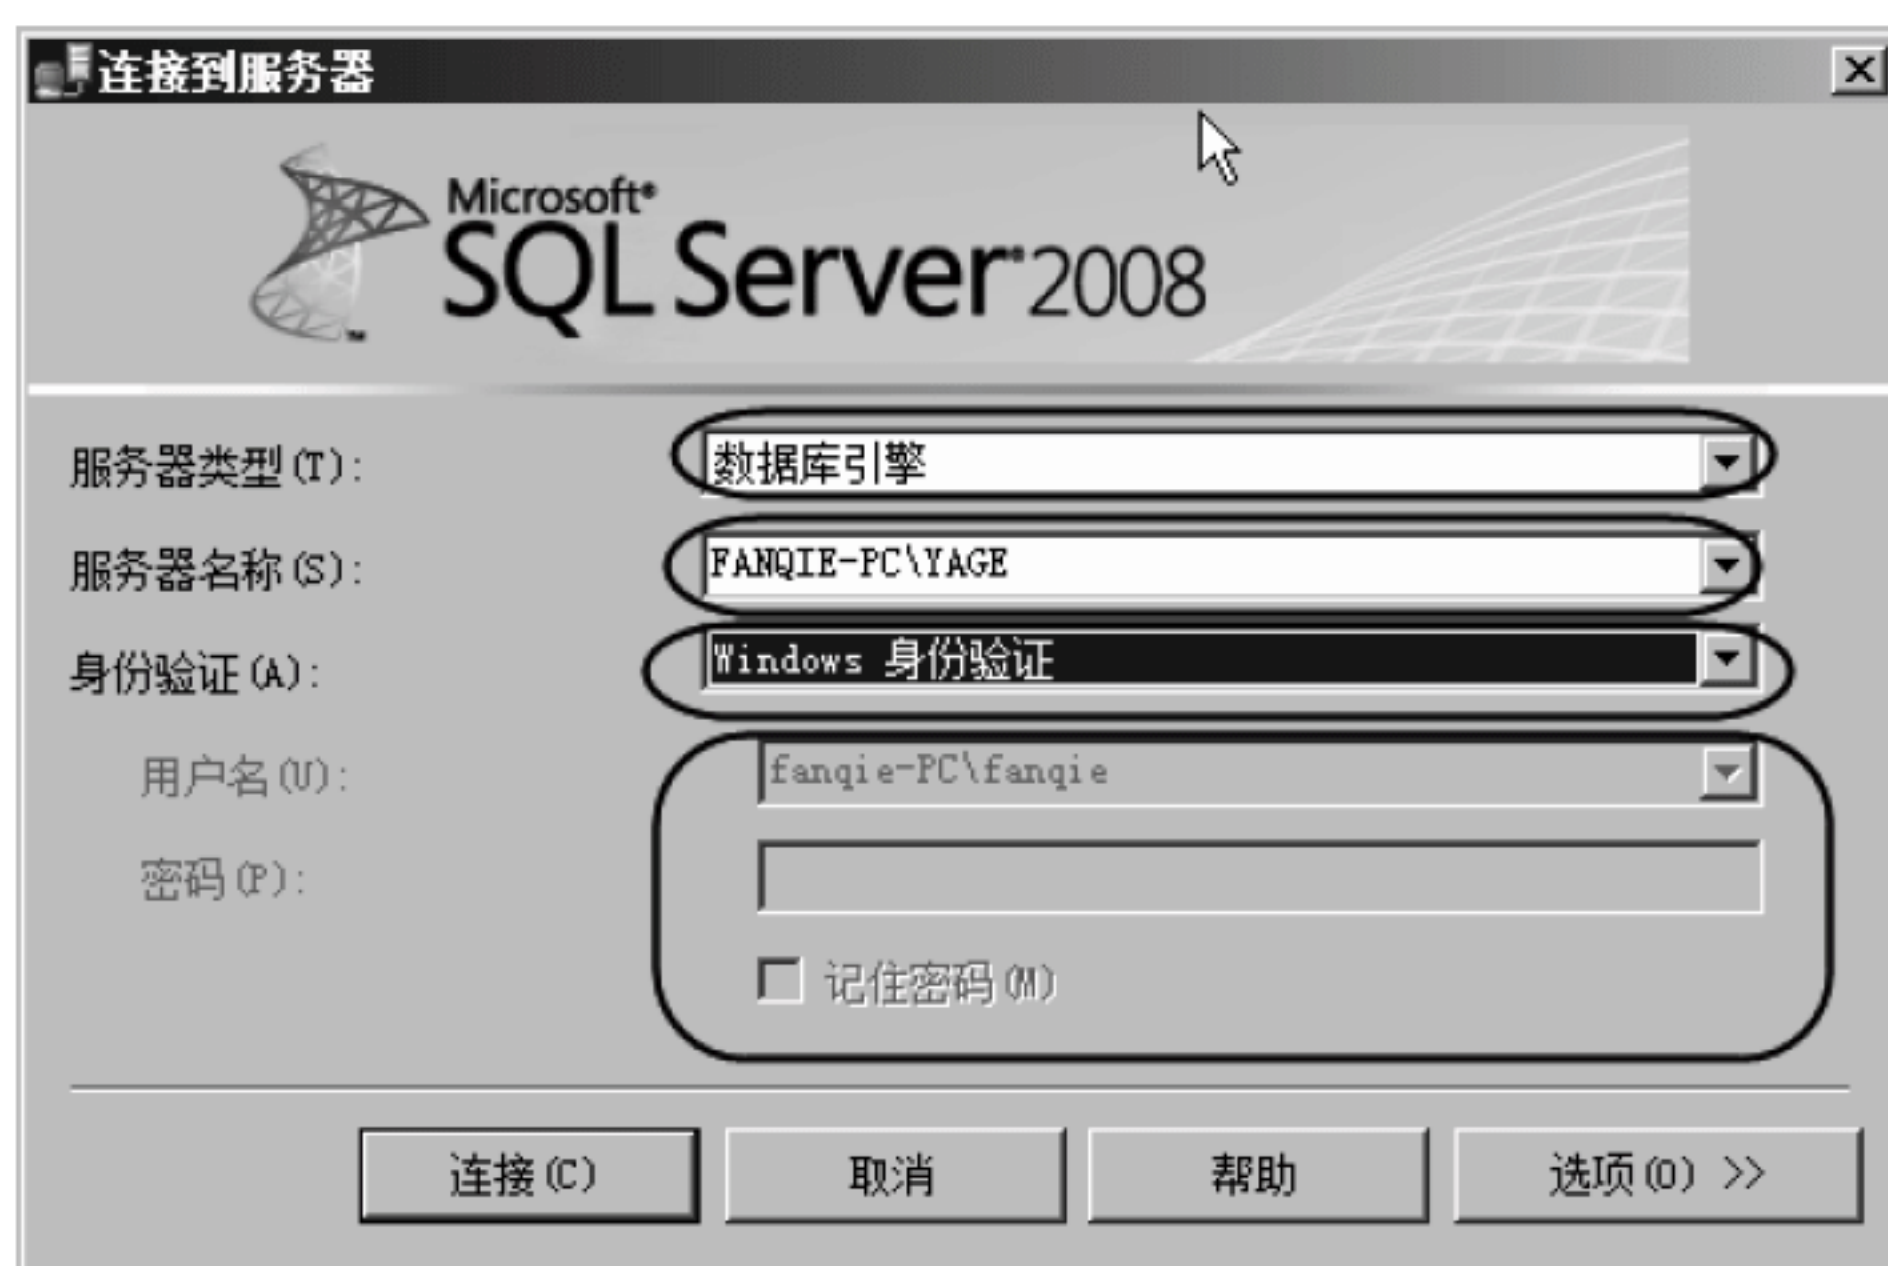 连接到服务器
Microsoft®
SQL Server™ 2008
服务器类型(T): 数据库引擎
服务器名称(S): FANQIE-PC\YAGE
身份验证(A): Windows 身份验证
用户名(U): fanqie-PC\fanqie
密码(P):
记住密码(M)
连接(C) 取消 帮助 选项(O) >>